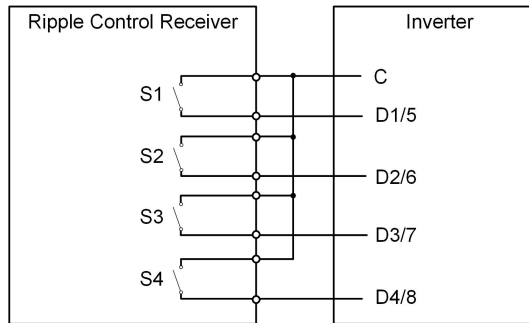 Ripple Control Receiver
Inverter
C
S1
D1/5
S2
D2/6
S3
D3/7
S4
D4/8